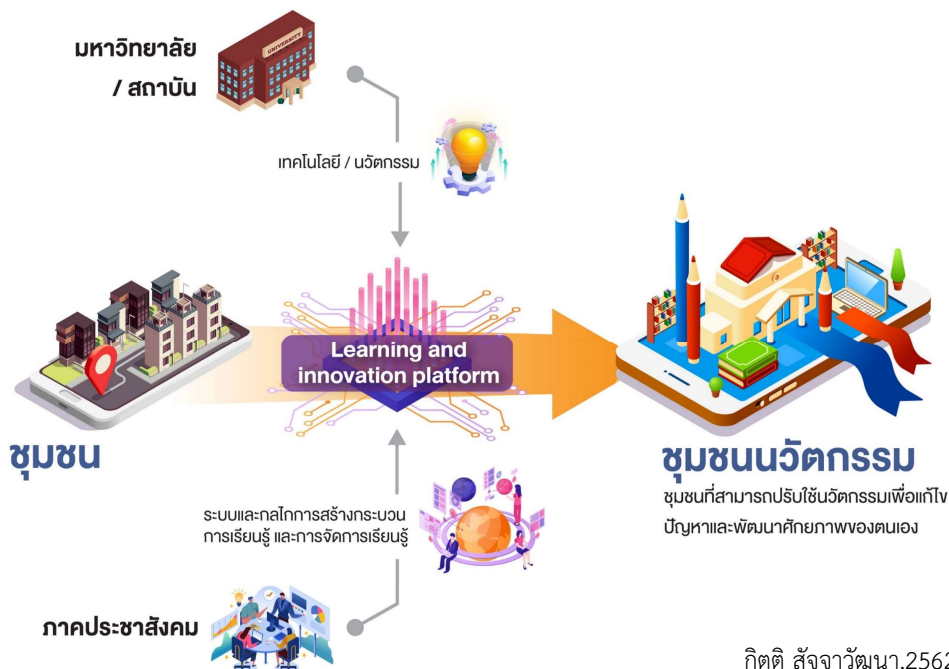 มหาวิทยาลัย
/ สถาบัน
UNIVERSITY
เทคโนโลยี / นวัตกรรม
Learning and
innovation platform
ชุมชน
ชุมชนนวัตกรรม
ชุมชนที่สามารถปรับใช้นวัตกรรมเพื่อแก้ไข
ปัญหาและพัฒนาศักยภาพของตนเอง
ระบบและกลไกการสร้างกระบวน
การเรียนรู้ และการจัดการเรียนรู้
ภาคประชาสังคม
กิตติ สัจจาวัฒนา.2562